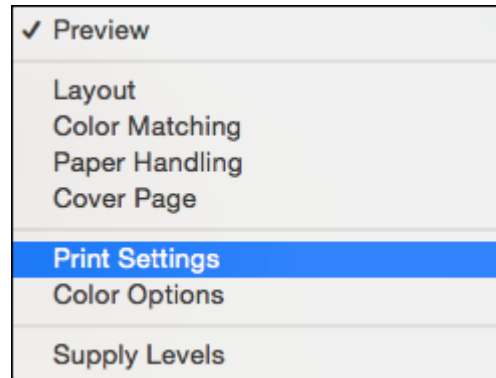 ✓ Preview
Layout
Color Matching
Paper Handling
Cover Page
Print Settings
Color Options
Supply Levels